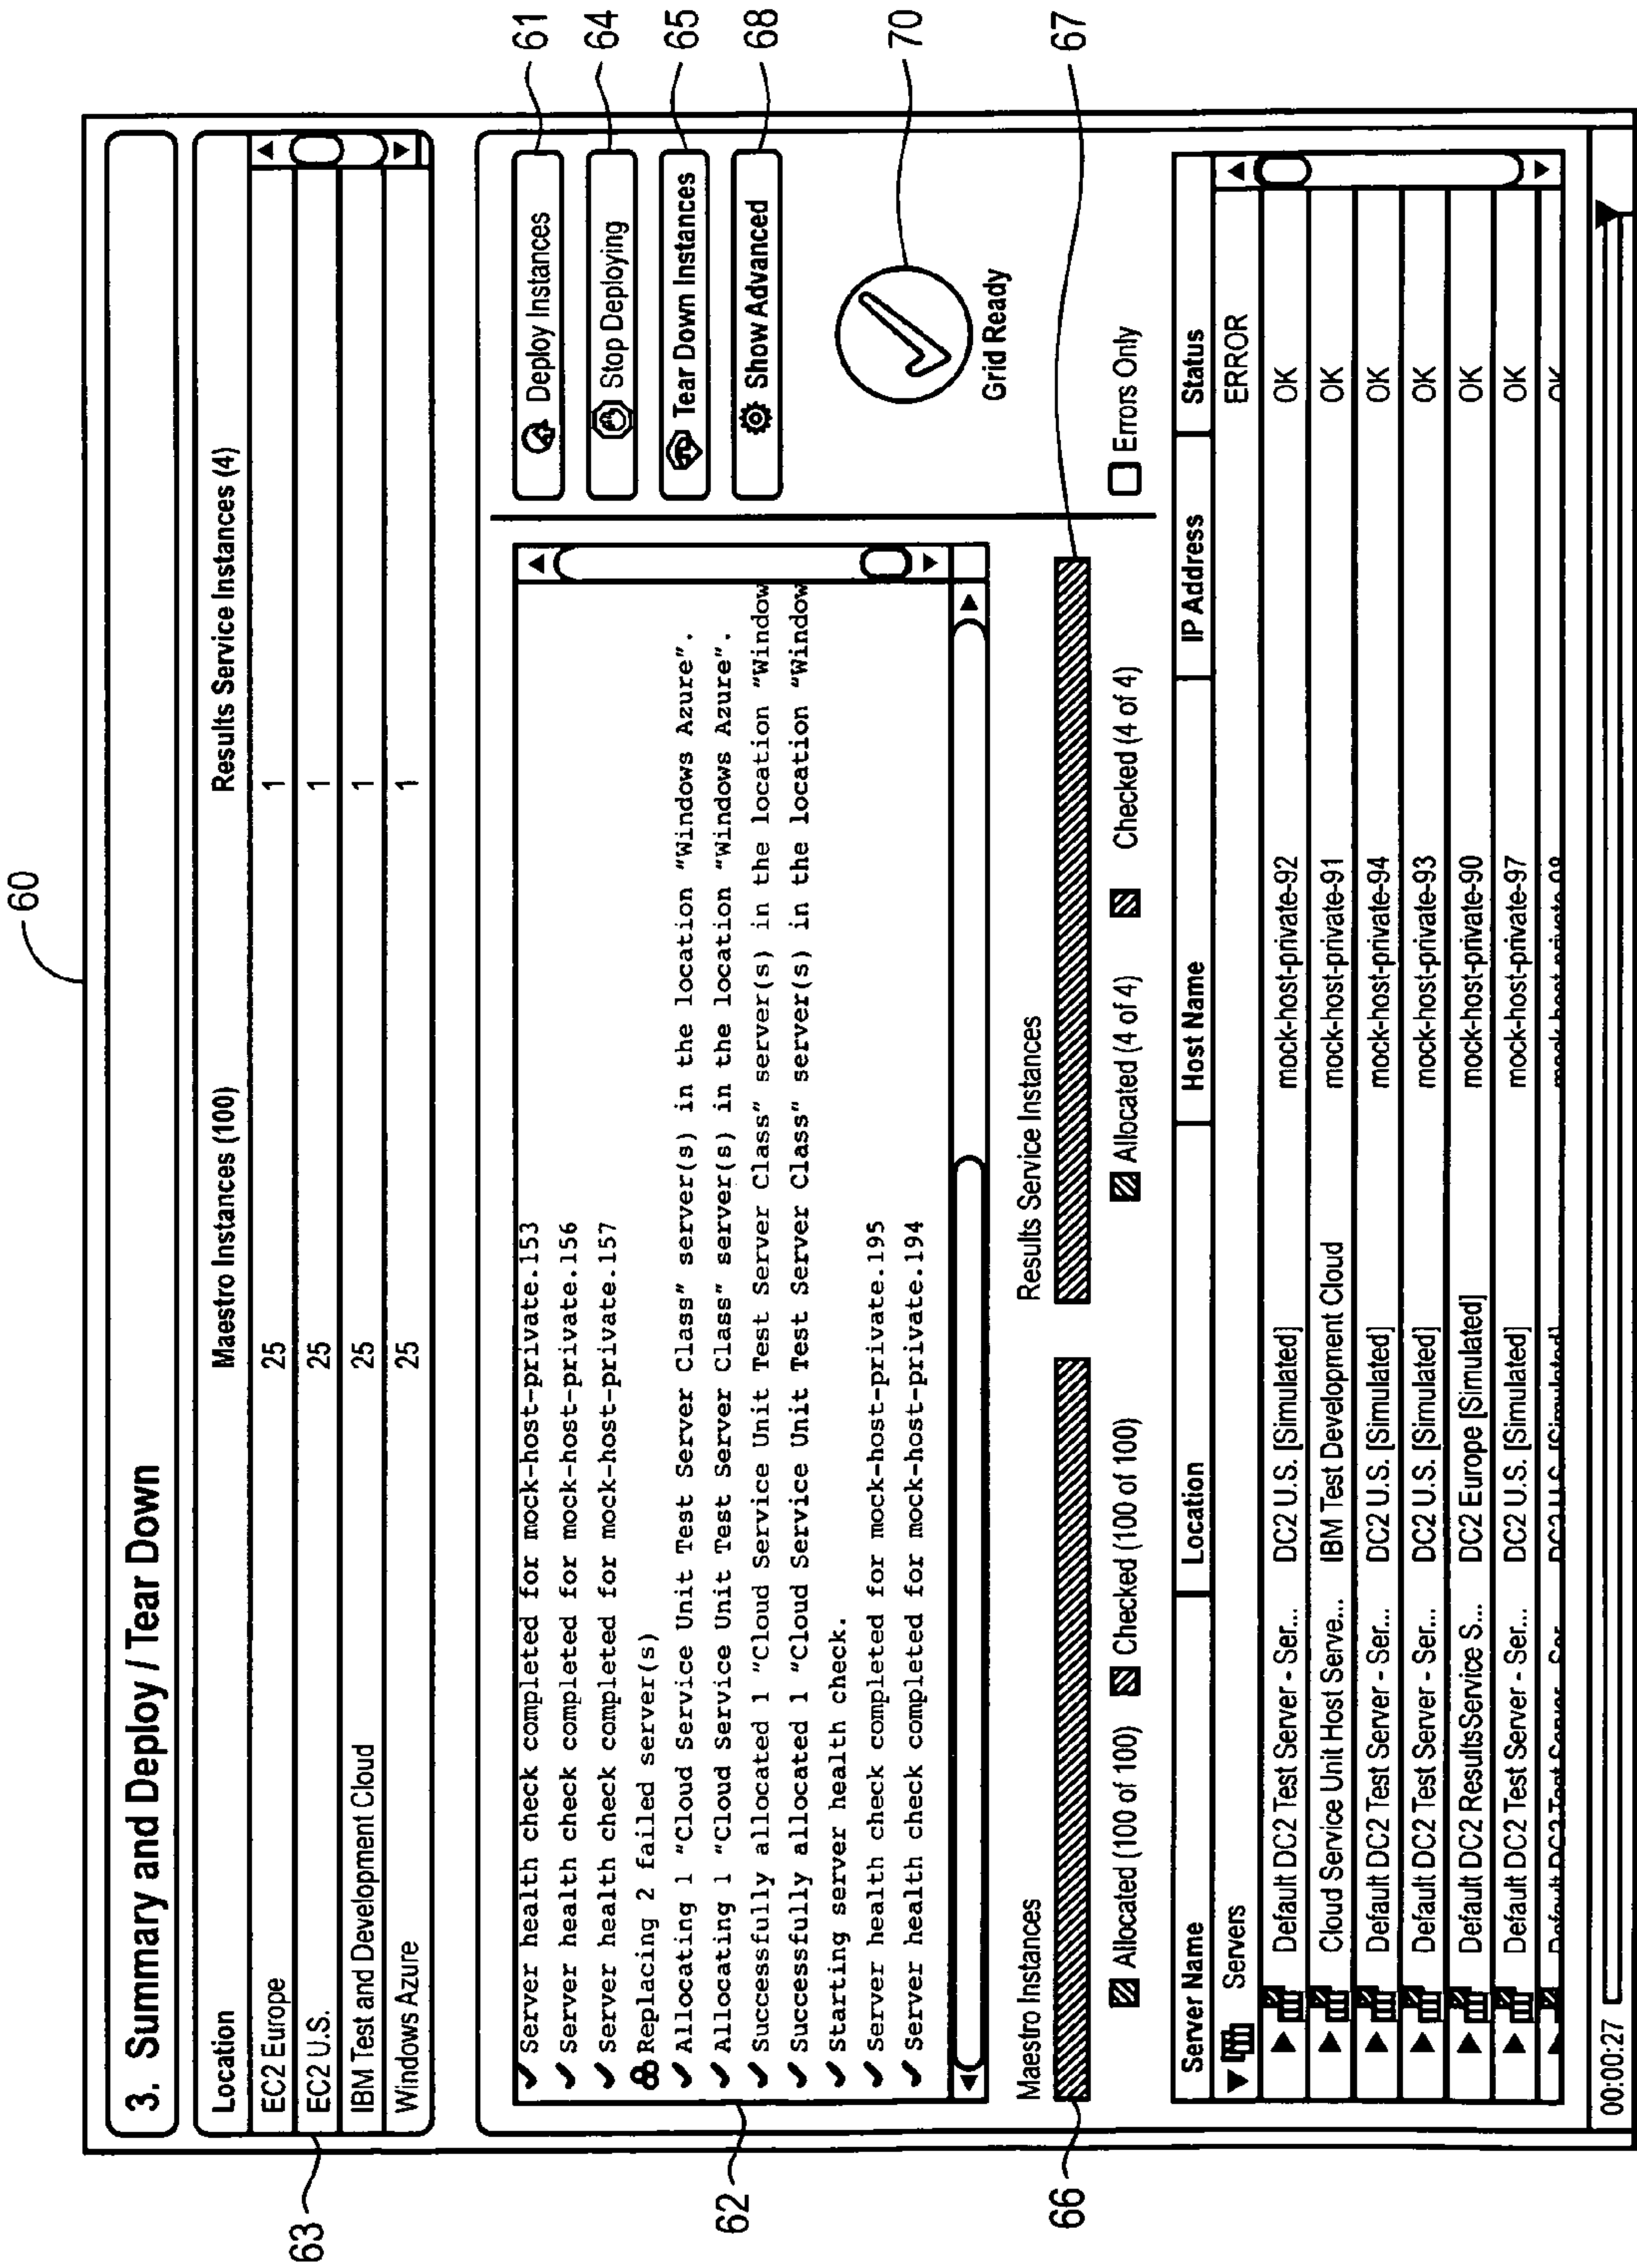 60
3. Summary and Deploy / Tear Down
Location Maestro Instances (100) Results Service Instances (4)
EC2 Europe 25 1
EC2 U.S. 25 1
IBM Test and Development Cloud 25 1
Windows Azure 25 1
63
Server health check completed for mock-host-private.153
Server health check completed for mock-host-private.156
Server health check completed for mock-host-private.157
Replacing 2 failed server(s)
Allocating 1 "Cloud Service Unit Test Server Class" server(s) in the location "Windows Azure".
Allocating 1 "Cloud Service Unit Test Server Class" server(s) in the location "Windows Azure".
Successfully allocated 1 "Cloud Service Unit Test Server Class" server(s) in the location "Window
Successfully allocated 1 "Cloud Service Unit Test Server Class" server(s) in the location "Window
Starting server health check.
Server health check completed for mock-host-private.195
Server health check completed for mock-host-private.194
62
Deploy Instances 61
Stop Deploying 64
Tear Down Instances 65
Show Advanced 68
70
Grid Ready
Maestro Instances
66
Allocated (100 of 100) Checked (100 of 100)
Results Service Instances
67
Allocated (4 of 4) Checked (4 of 4)
Errors Only
Server Name Location Host Name IP Address Status
Servers ERROR
Default DC2 Test Server - Ser... DC2 U.S. [Simulated] mock-host-private-92 OK
Cloud Service Unit Host Serve... IBM Test Development Cloud mock-host-private-91 OK
Default DC2 Test Server - Ser... DC2 U.S. [Simulated] mock-host-private-94 OK
Default DC2 Test Server - Ser... DC2 U.S. [Simulated] mock-host-private-93 OK
Default DC2 ResultsService S... DC2 Europe [Simulated] mock-host-private-90 OK
Default DC2 Test Server - Ser... DC2 U.S. [Simulated] mock-host-private-97 OK
00:00:27